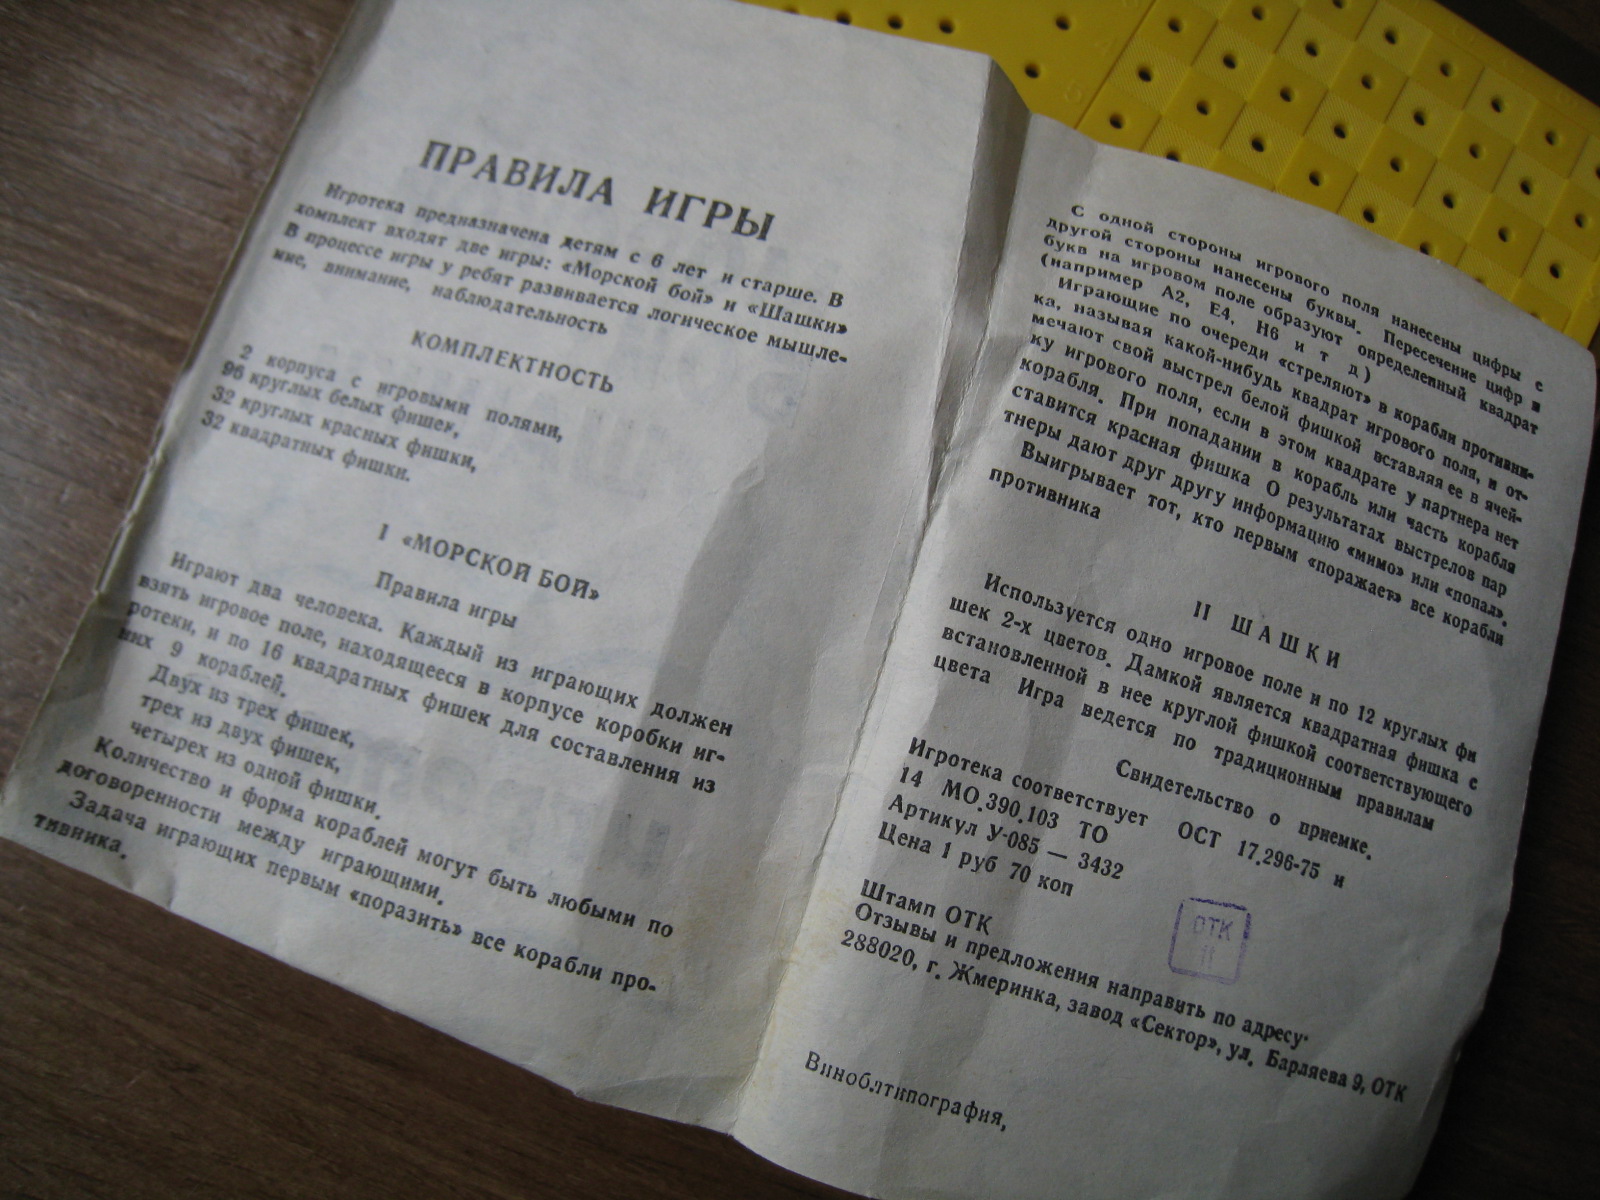 ПРАВИЛА ИГРЫ
Игротека предназначена детям с 6 лет и старше. В
комплект входят две игры: «Морской бой» и «Шашки»
В процессе игры у ребят развивается логическое мышле-
ние, внимание, наблюдательность
КОМПЛЕКТНОСТЬ
2 корпуса с игровыми полями,
96 круглых белых фишек,
32 круглых красных фишки,
32 квадратных фишки.
I «МОРСКОЙ БОЙ»
Правила игры
Играют два человека. Каждый из играющих должен
взять игровое поле, находящееся в корпусе коробки иг-
ротеки, и по 16 квадратных фишек для составления из
них 9 кораблей.
Двух из трех фишек,
трех из двух фишек,
четырех из одной фишки.
Количество и форма кораблей могут быть любыми по
договоренности между играющими.
Задача играющих первым «поразить» все корабли про-
тивника.
С одной стороны игрового поля нанесены цифры с
другой стороны нанесены буквы. Пересечение цифр и
букв на игровом поле образуют определенный квадрат
(например А2, Е4, Н6 и т д)
Играющие по очереди «стреляют» в корабли противни-
ка, называя какой-нибудь квадрат игрового поля, и от-
мечают свой выстрел белой фишкой вставляя ее в ячей-
ку игрового поля, если в этом квадрате у партнера нет
корабля. При попадании в корабль или часть корабля
ставится красная фишка О результатах выстрелов пар
тнеры дают друг другу информацию «мимо» или «попал».
Выигрывает тот, кто первым «поражает» все корабли
противника
II ШАШКИ
Используется одно игровое поле и по 12 круглых фи
шек 2-х цветов. Дамкой является квадратная фишка с
встановленной в нее круглой фишкой соответствующего
цвета Игра ведется по традиционным правилам
Свидетельство о приемке.
Игротека соответствует ОСТ 17.296-75 и
14 МО.390.103 ТО
Артикул У-085 — 3432
Цена 1 руб 70 коп
Штамп ОТК
ОТК
11
Отзывы и предложения направить по адресу:
288020, г. Жмеринка, завод «Сектор», ул. Барляева 9, ОТК
Виноблтипография,